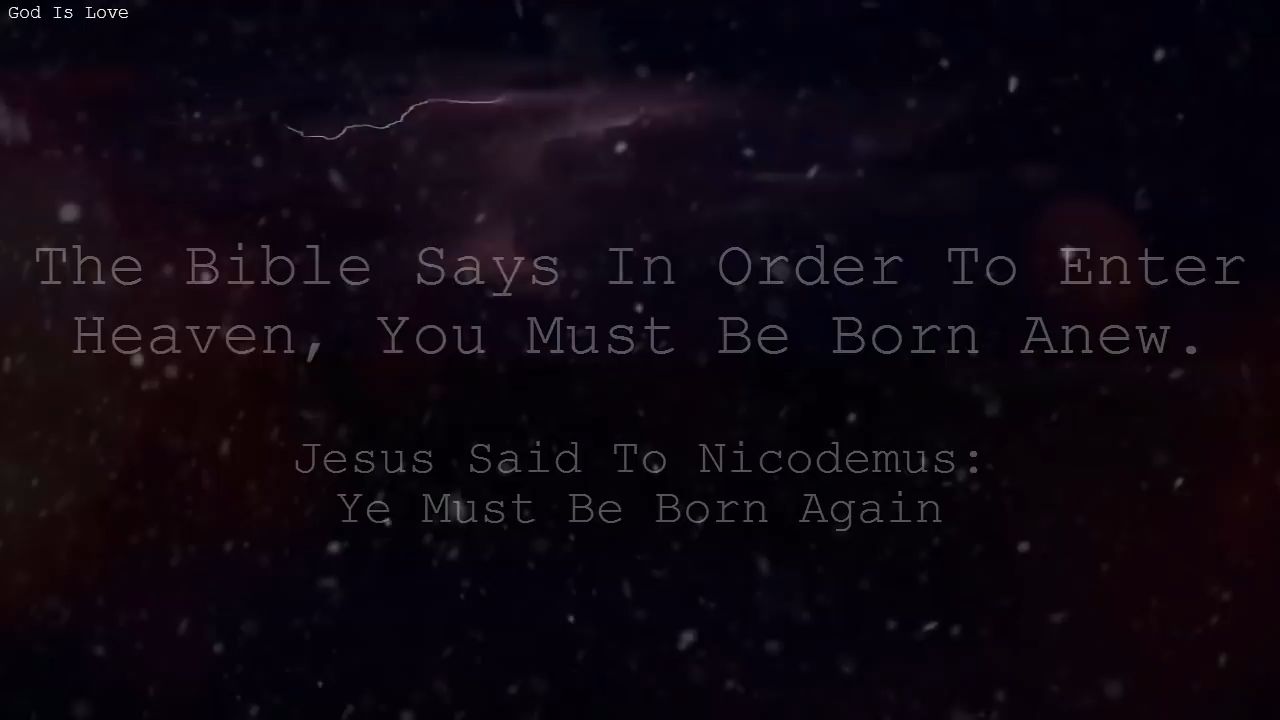 God Is Love
The Bible Says In Order To Enter
Heaven, You Must Be Born Anew.
Jesus Said To Nicodemus:
Ye Must Be Born Again